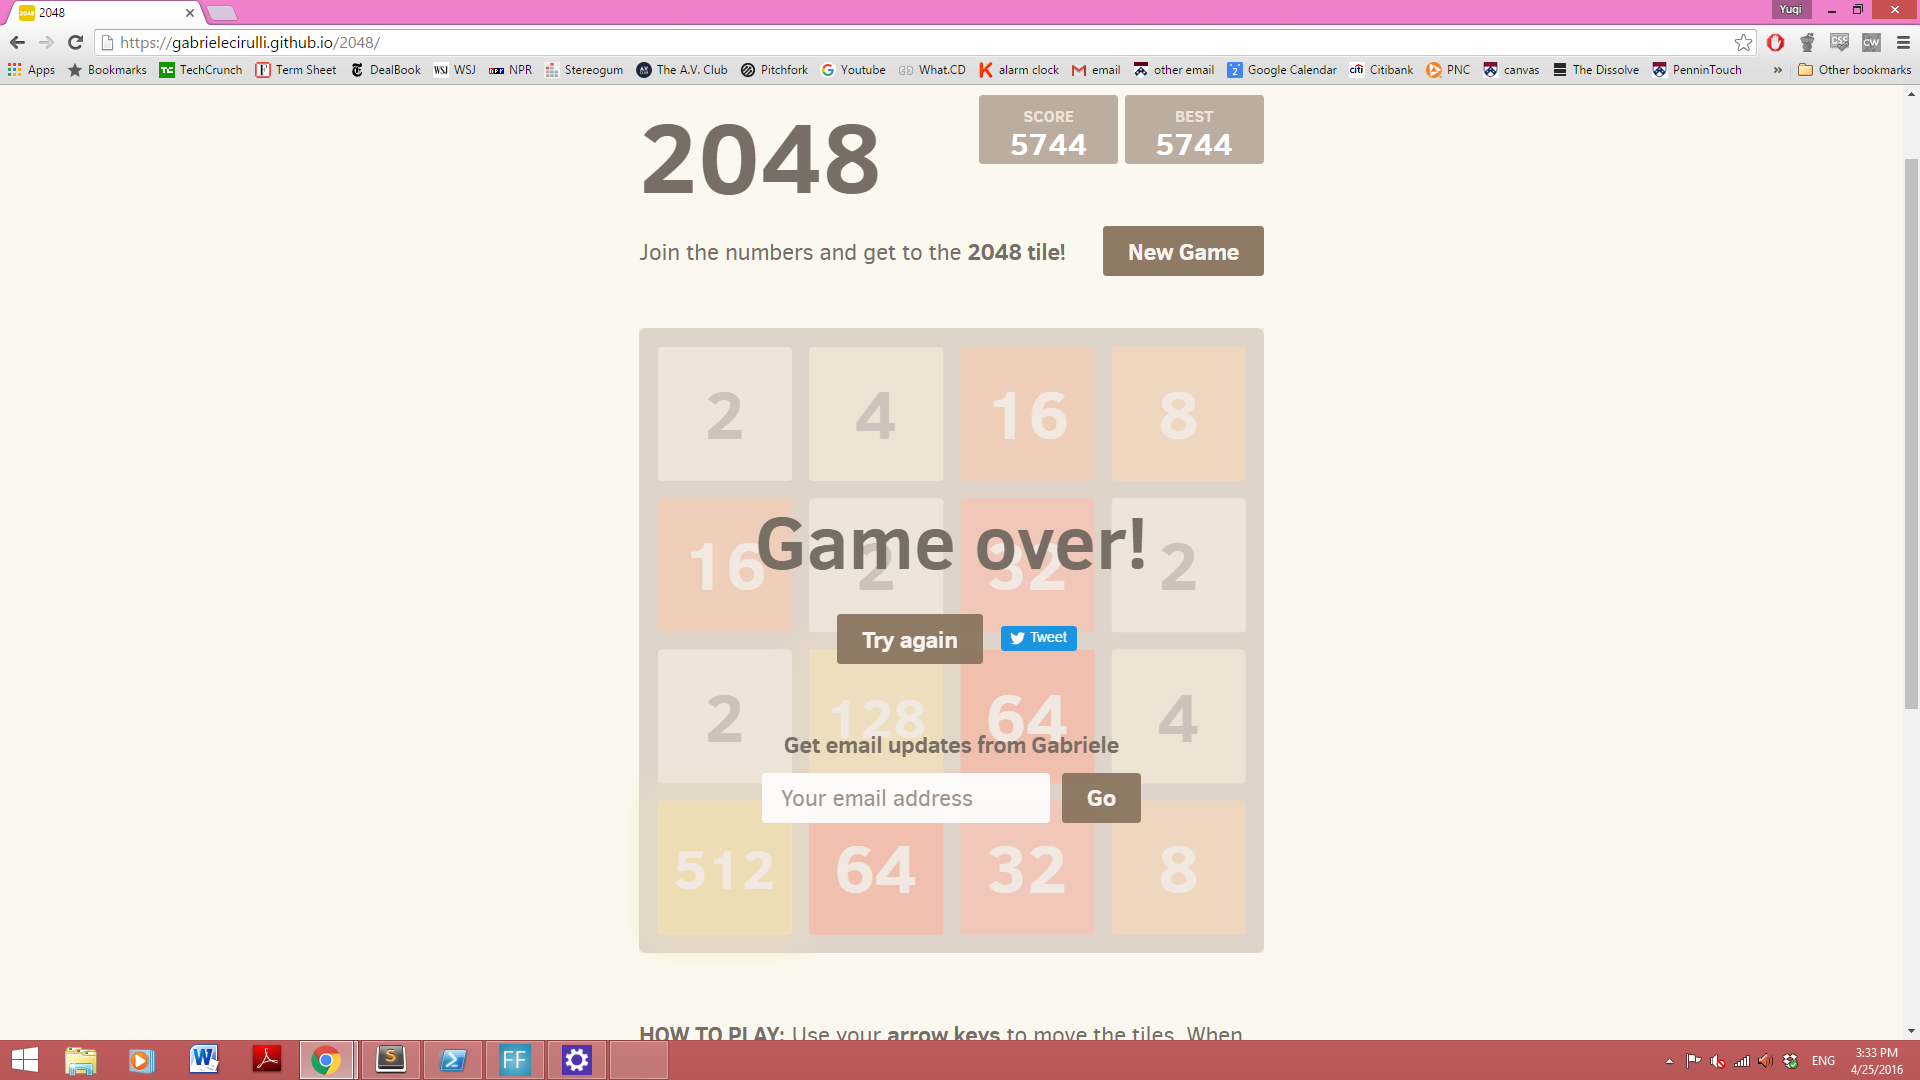 2048
Yuqi
https://gabrielecirulli.github.io/2048/
Apps Bookmarks TechCrunch Term Sheet DealBook WSJ WSJ NPR Stereogum The A.V. Club Pitchfork Youtube What.CD alarm clock email other email Google Calendar citi Citibank PNC canvas The Dissolve PenninTouch » Other bookmarks
2048
SCORE
5744
BEST
5744
Join the numbers and get to the 2048 tile!
New Game
2 4 16 8
16 2 32 2
Game over!
Try again Tweet
2 128 64 4
Get email updates from Gabriele
Your email address Go
512 64 32 8
HOW TO PLAY: Use your arrow keys to move the tiles. When
FF
ENG
3:33 PM
4/25/2016